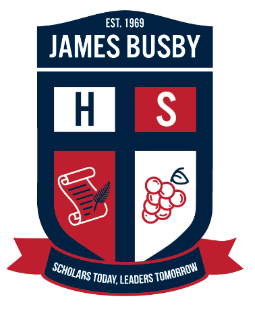 EST. 1969
JAMES BUSBY
H S
SCHOLARS TODAY, LEADERS TOMORROW